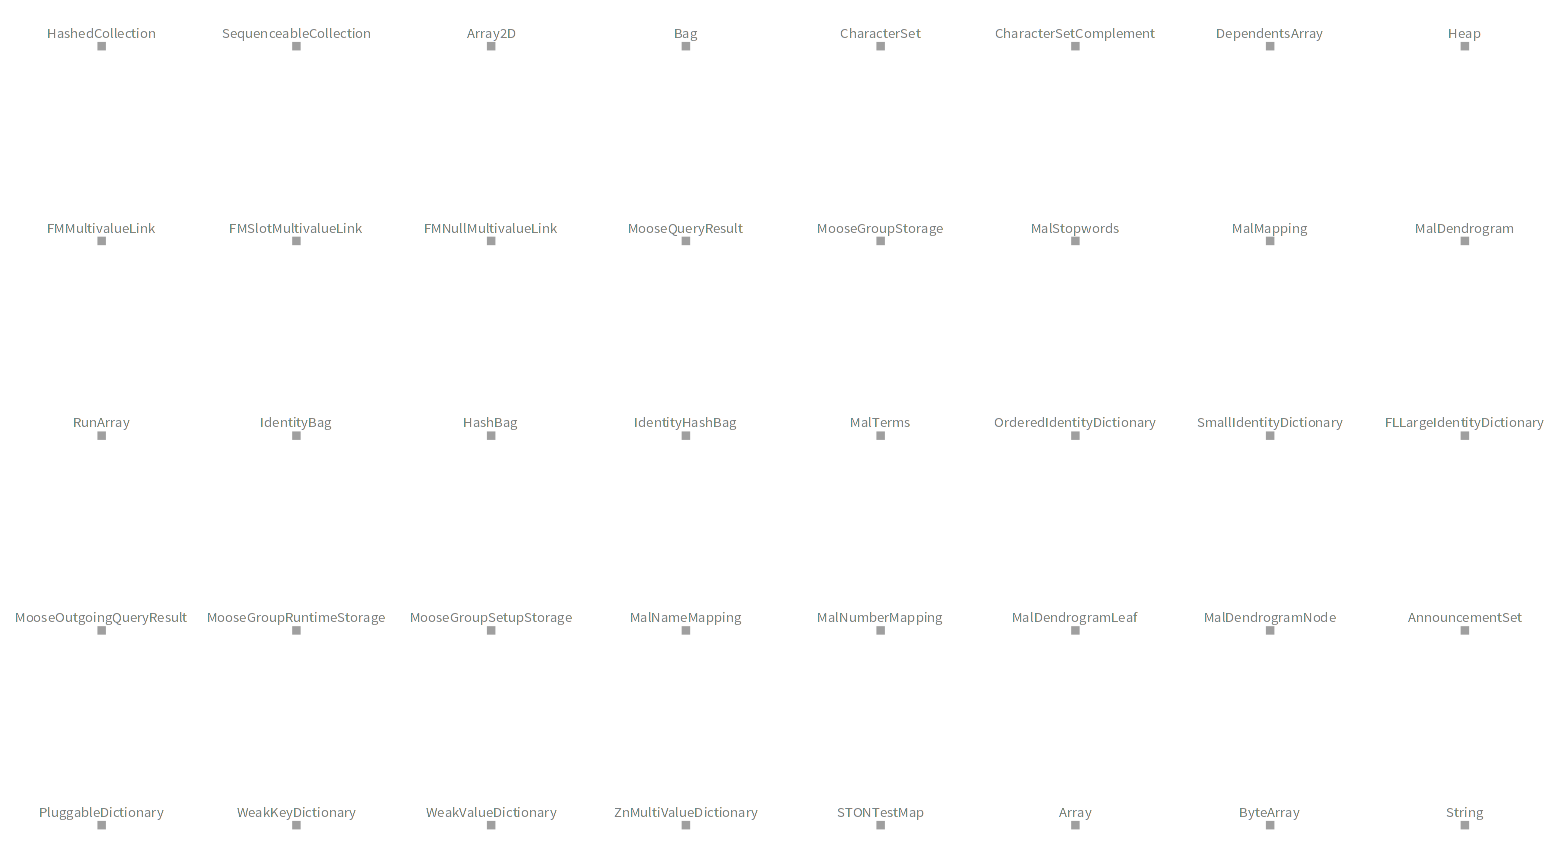 HashedCollection SequenceableCollection Array2D Bag CharacterSet CharacterSetComplement DependentsArray Heap
FMMultivalueLink FMSlotMultivalueLink FMNullMultivalueLink MooseQueryResult MooseGroupStorage MalStopwords MalMapping MalDendrogram
RunArray IdentityBag HashBag IdentityHashBag MalTerms OrderedIdentityDictionary SmallIdentityDictionary FLLargeIdentityDictionary
MooseOutgoingQueryResult MooseGroupRuntimeStorage MooseGroupSetupStorage MalNameMapping MalNumberMapping MalDendrogramLeaf MalDendrogramNode AnnouncementSet
PluggableDictionary WeakKeyDictionary WeakValueDictionary ZnMultiValueDictionary STONTestMap Array ByteArray String